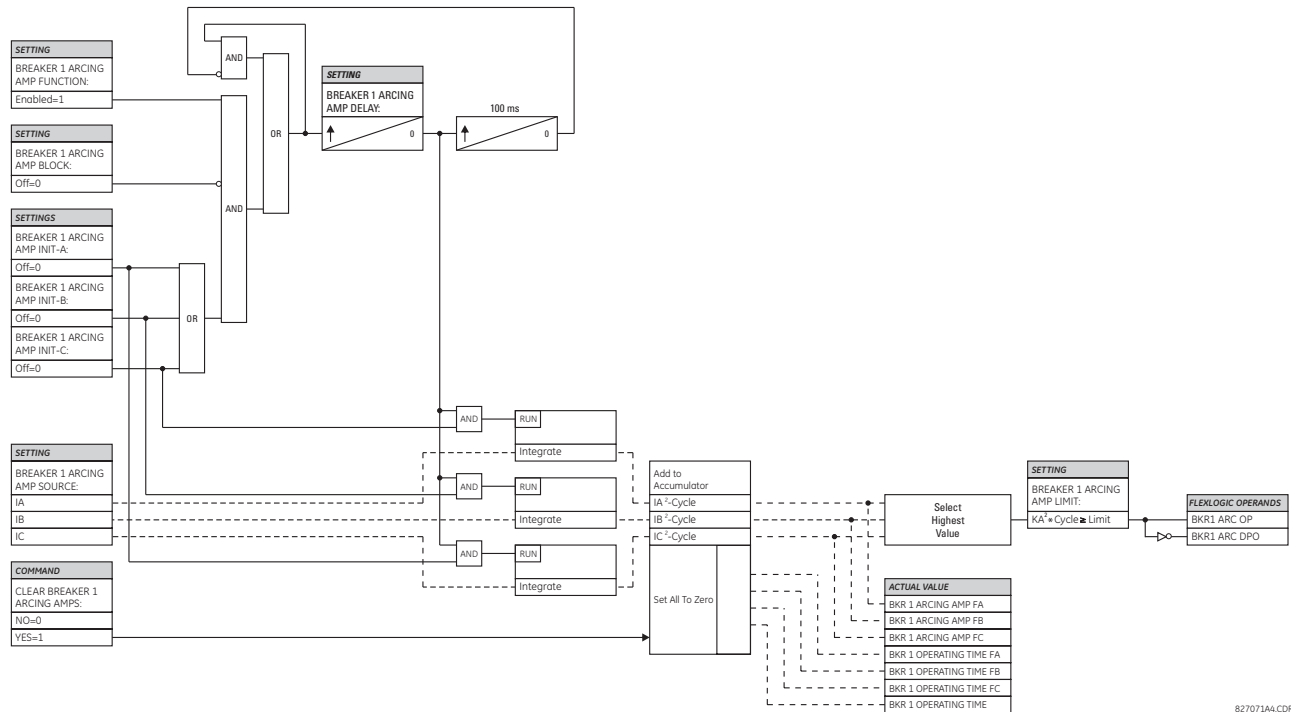 SETTING
BREAKER 1 ARCING
AMP FUNCTION:
Enabled=1
SETTING
BREAKER 1 ARCING
AMP BLOCK:
Off=0
SETTINGS
BREAKER 1 ARCING
AMP INIT-A:
Off=0
BREAKER 1 ARCING
AMP INIT-B:
Off=0
BREAKER 1 ARCING
AMP INIT-C:
Off=0
SETTING
BREAKER 1 ARCING
AMP SOURCE:
IA
IB
IC
COMMAND
CLEAR BREAKER 1
ARCING AMPS:
NO=0
YES=1
AND
OR
AND
OR
SETTING
BREAKER 1 ARCING
AMP DELAY:
0
100 ms
0
AND
RUN
Integrate
AND
RUN
Integrate
AND
RUN
Integrate
Add to
Accumulator
IA²-Cycle
IB²-Cycle
IC²-Cycle
Set All To Zero
Select
Highest
Value
SETTING
BREAKER 1 ARCING
AMP LIMIT:
KA²*Cycle ≥ Limit
FLEXLOGIC OPERANDS
BKR1 ARC OP
BKR1 ARC DPO
ACTUAL VALUE
BKR 1 ARCING AMP FA
BKR 1 ARCING AMP FB
BKR 1 ARCING AMP FC
BKR 1 OPERATING TIME FA
BKR 1 OPERATING TIME FB
BKR 1 OPERATING TIME FC
BKR 1 OPERATING TIME
827071A4.CDR